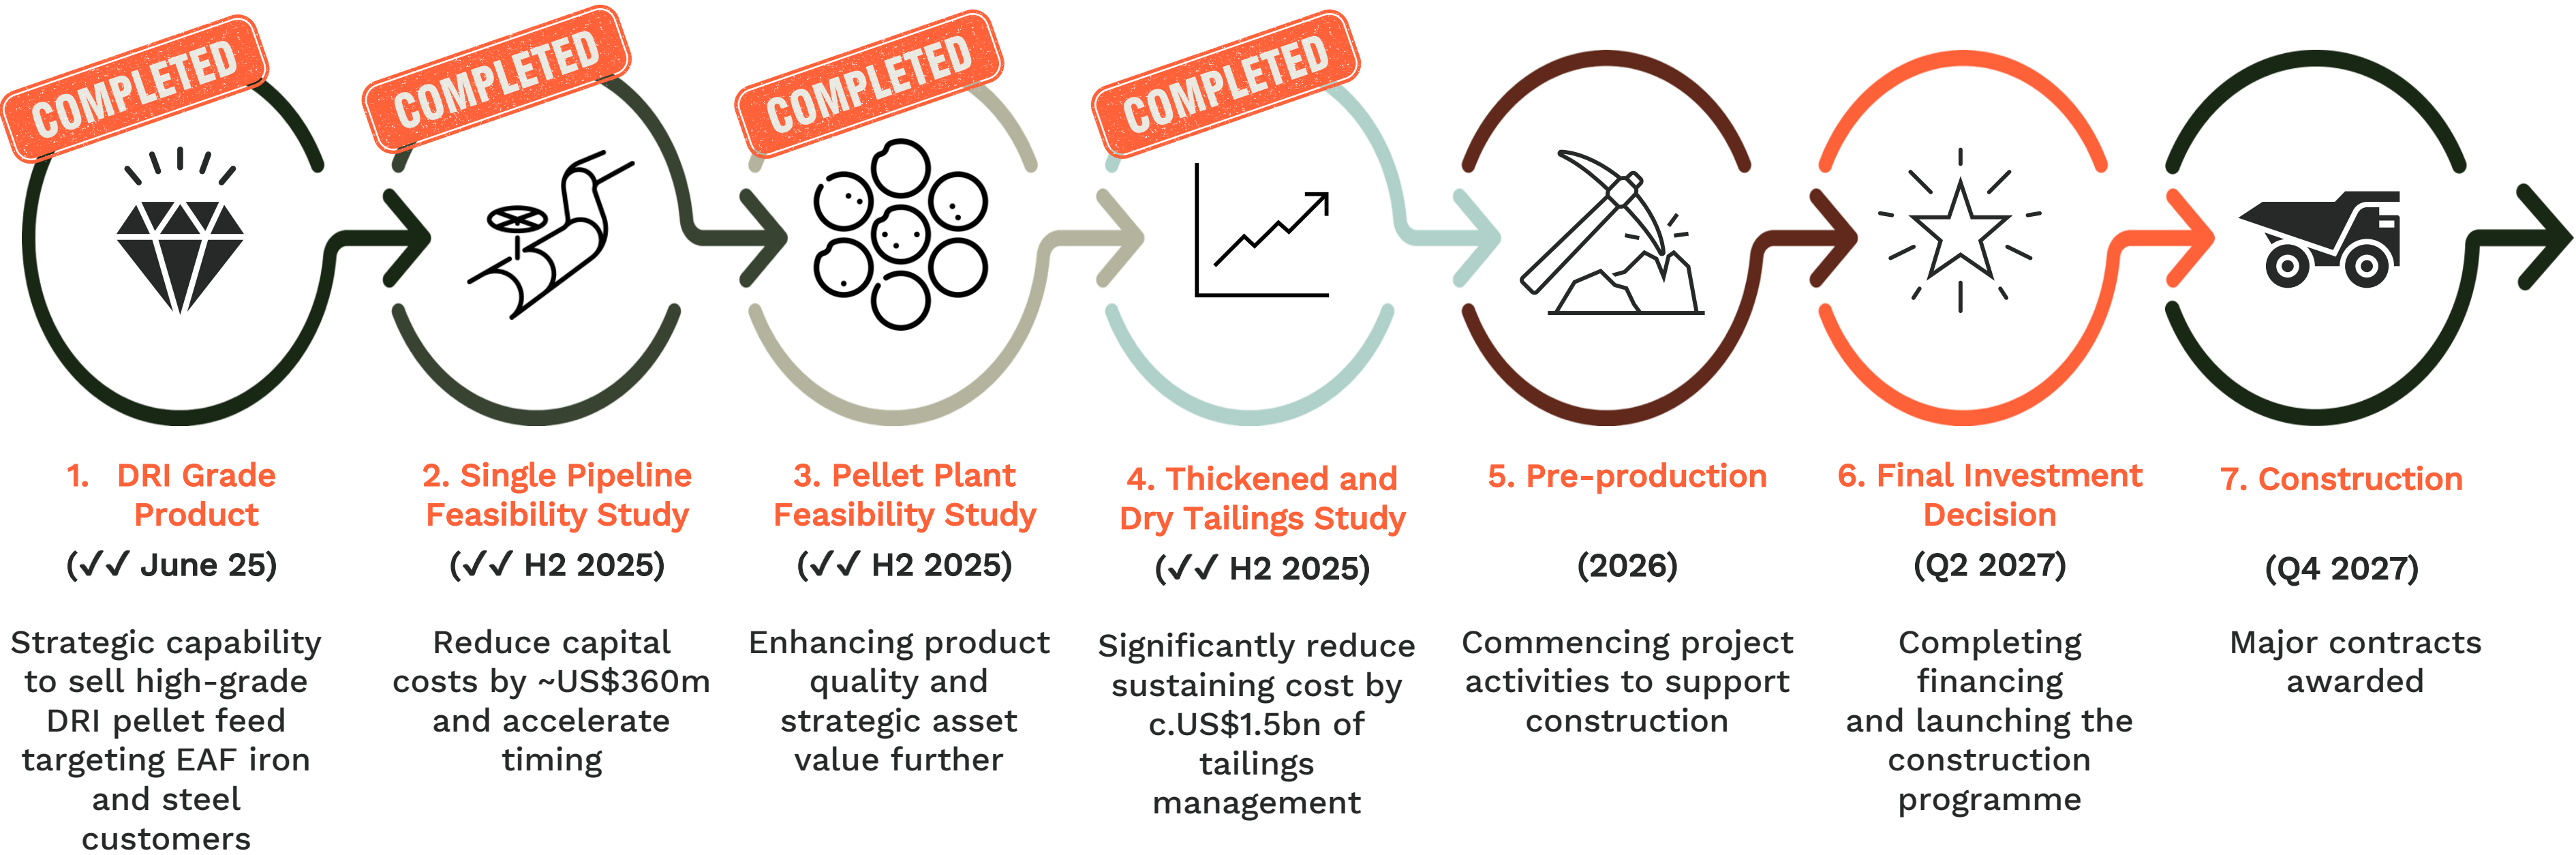 COMPLETED
COMPLETED
COMPLETED
COMPLETED
1. DRI Grade
Product
(✓✓ June 25)
Strategic capability
to sell high-grade
DRI pellet feed
targeting EAF iron
and steel
customers
2. Single Pipeline
Feasibility Study
(✓✓ H2 2025)
Reduce capital
costs by ~US$360m
and accelerate
timing
3. Pellet Plant
Feasibility Study
(✓✓ H2 2025)
Enhancing product
quality and
strategic asset
value further
4. Thickened and
Dry Tailings Study
(✓✓ H2 2025)
Significantly reduce
sustaining cost by
c.US$1.5bn of
tailings
management
5. Pre-production
(2026)
Commencing project
activities to support
construction
6. Final Investment
Decision
(Q2 2027)
Completing
financing
and launching the
construction
programme
7. Construction
(Q4 2027)
Major contracts
awarded